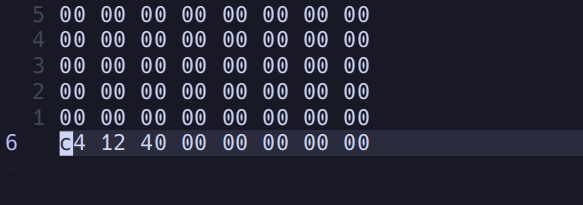 5 00 00 00 00 00 00 00 00
4 00 00 00 00 00 00 00 00
3 00 00 00 00 00 00 00 00
2 00 00 00 00 00 00 00 00
1 00 00 00 00 00 00 00 00
6 c4 12 40 00 00 00 00 00